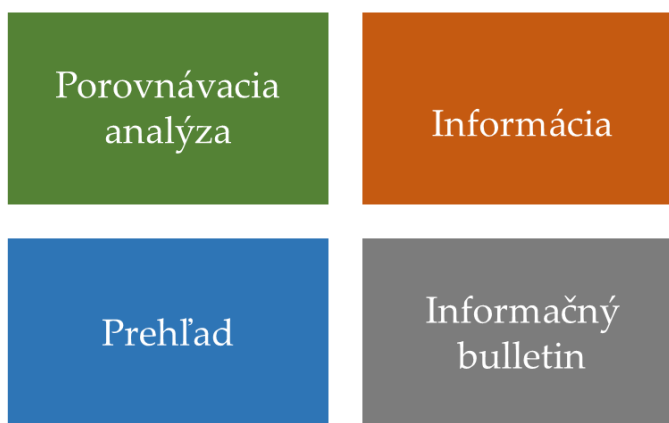 Porovnávacia
analýza
Informácia
Prehľad
Informačný
bulletin